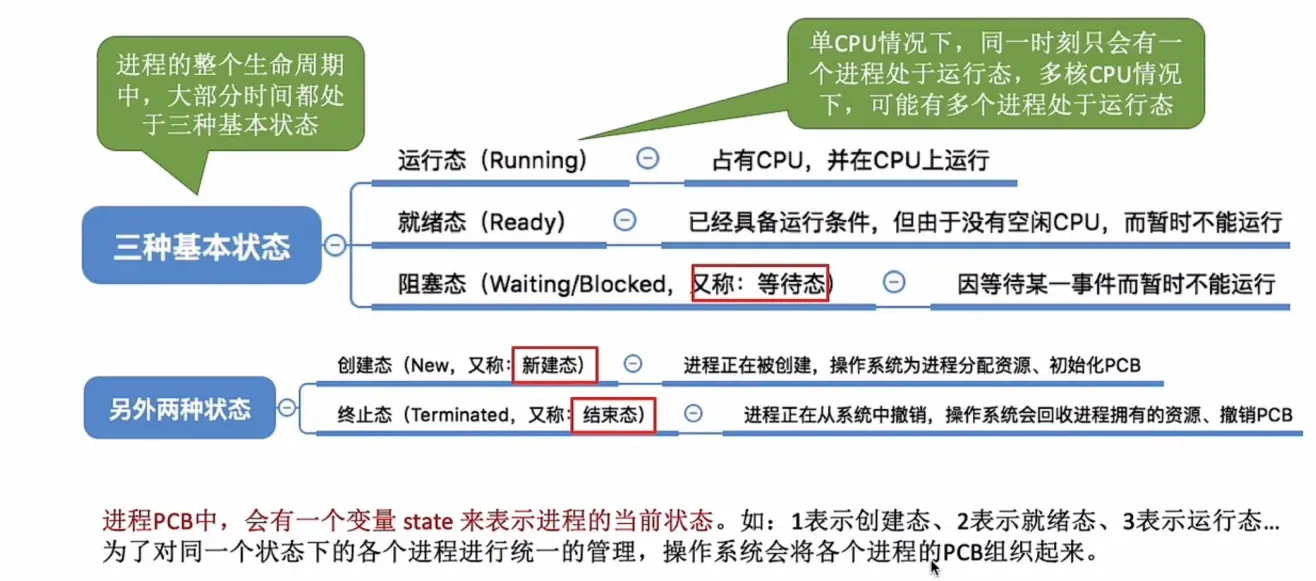 进程的整个生命周期
中，大部分时间都处
于三种基本状态
单CPU情况下，同一时刻只会有一
个进程处于运行态，多核CPU情况
下，可能有多个进程处于运行态
三种基本状态
运行态（Running）
占有CPU，并在CPU上运行
就绪态（Ready）
已经具备运行条件，但由于没有空闲CPU，而暂时不能运行
阻塞态（Waiting/Blocked，又称：等待态）
因等待某一事件而暂时不能运行
另外两种状态
创建态（New，又称：新建态）
进程正在被创建，操作系统为进程分配资源、初始化PCB
终止态（Terminated，又称：结束态）
进程正在从系统中撤销，操作系统会回收进程拥有的资源、撤销PCB
进程PCB中，会有一个变量 state 来表示进程的当前状态。如：1表示创建态、2表示就绪态、3表示运行态...
为了对同一个状态下的各个进程进行统一的管理，操作系统会将各个进程的PCB组织起来。